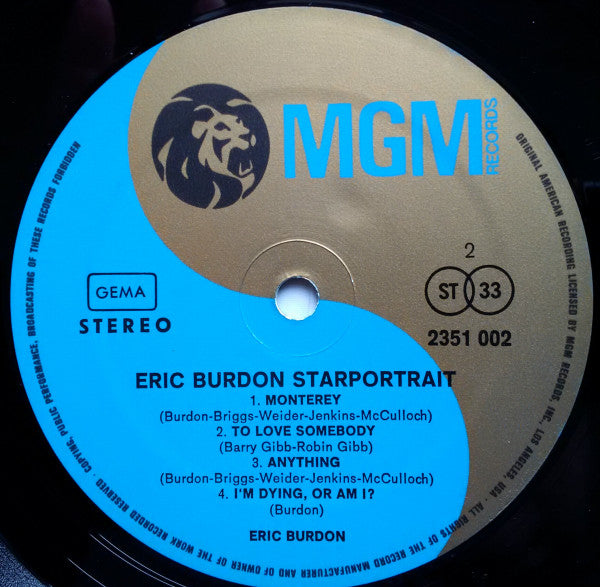 MGM
RECORDS
2
ST 33
2351 002
GEMA
STEREO
ERIC BURDON STARPORTRAIT
1. MONTEREY
(Burdon-Briggs-Weider-Jenkins-McCulloch)
2. TO LOVE SOMEBODY
(Barry Gibb-Robin Gibb)
3. ANYTHING
(Burdon-Briggs-Weider-Jenkins-McCulloch)
4. I'M DYING, OR AM I?
(Burdon)
ERIC BURDON
ORIGINAL AMERICAN RECORDING LICENSED BY MGM RECORDS, INC., LOS ANGELES, USA · ALL RIGHTS OF THE RECORD MANUFACTURER AND OF OWNER OF THE WORK RECORDED RESERVED · COPYING, PUBLIC PERFORMANCE, BROADCASTING OF THESE RECORDS FORBIDDEN